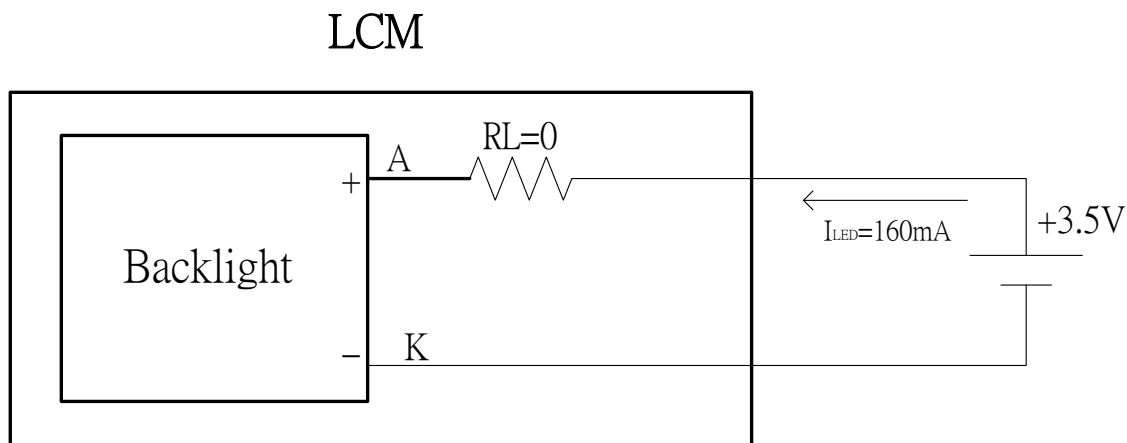 LCM
RL=0
A
+
+3.5V
ILED=160mA
Backlight
−
K